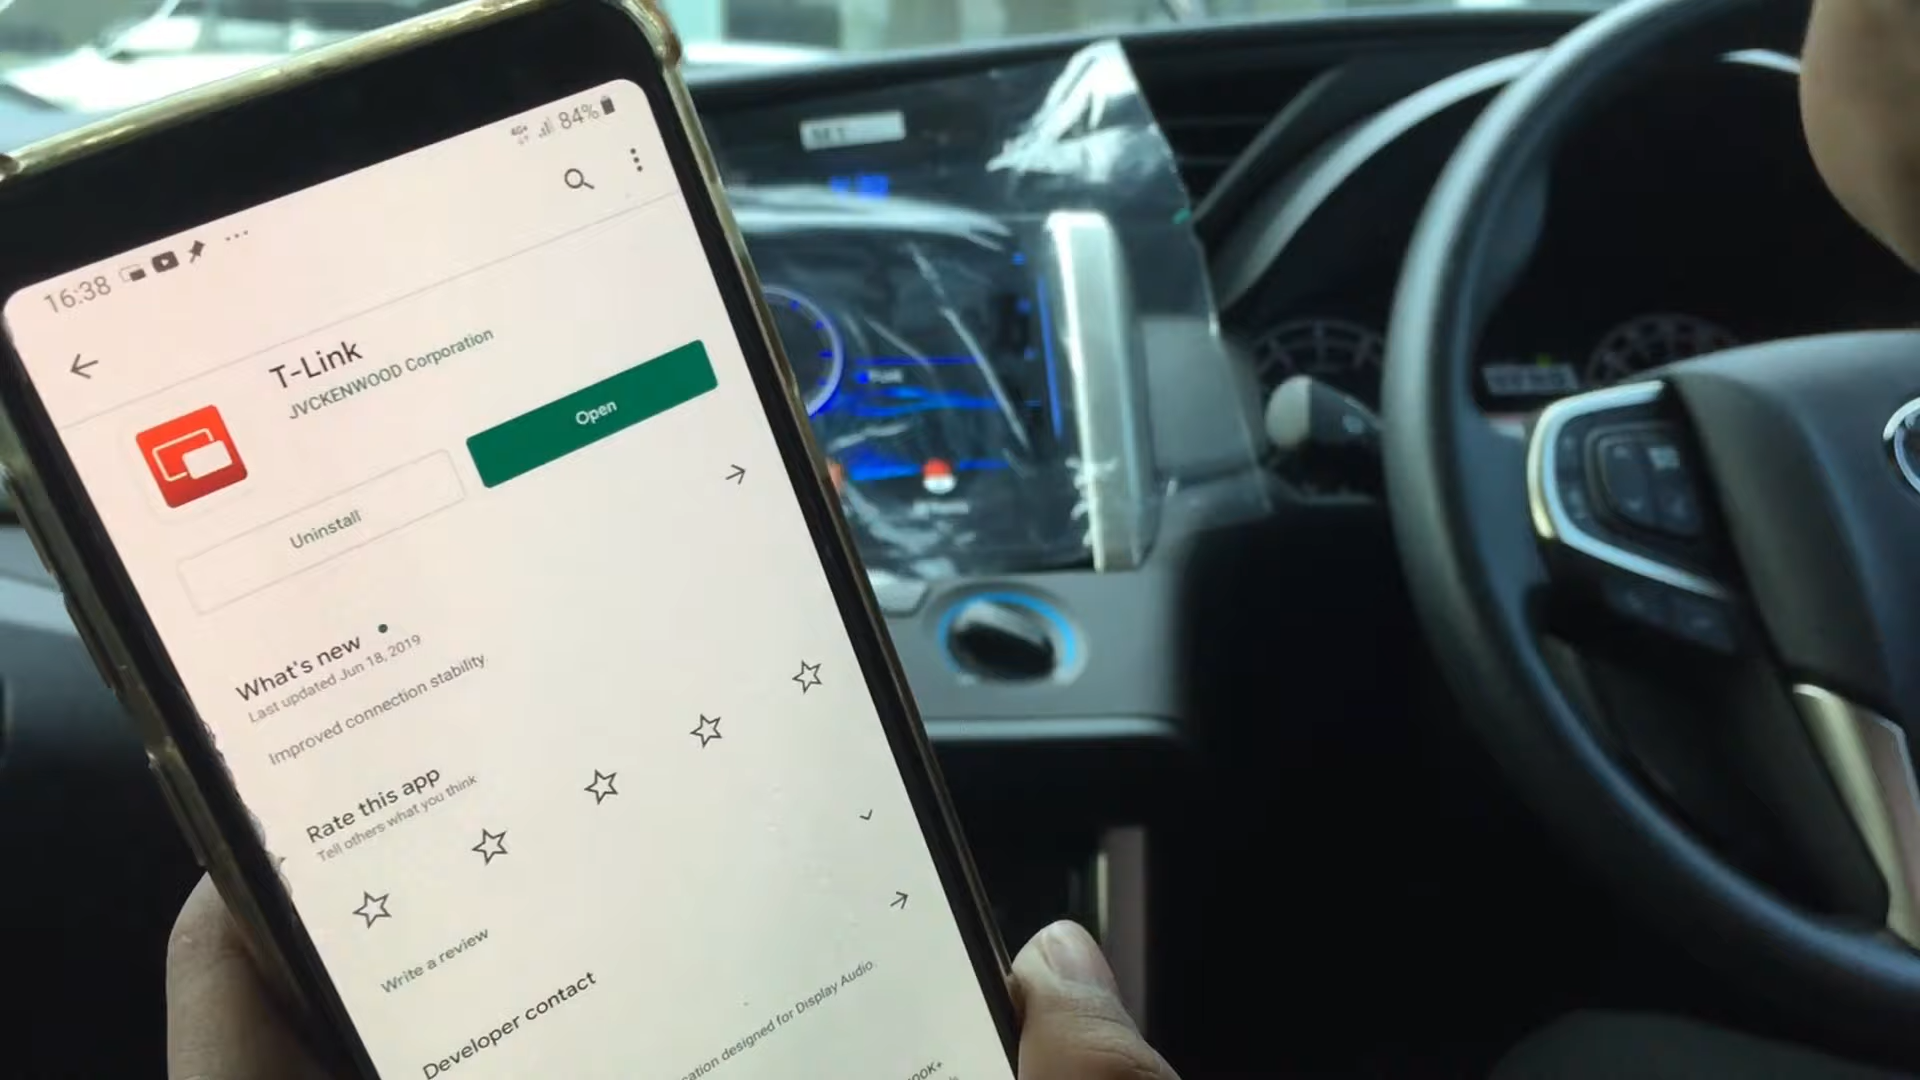 16:38
84%
T-Link
JVCKENWOOD Corporation
Uninstall
Open
What's new
Last updated Jun 18, 2019
Improved connection stability.
Rate this app
Tell others what you think
Write a review
Developer contact
designed for Display Audio.